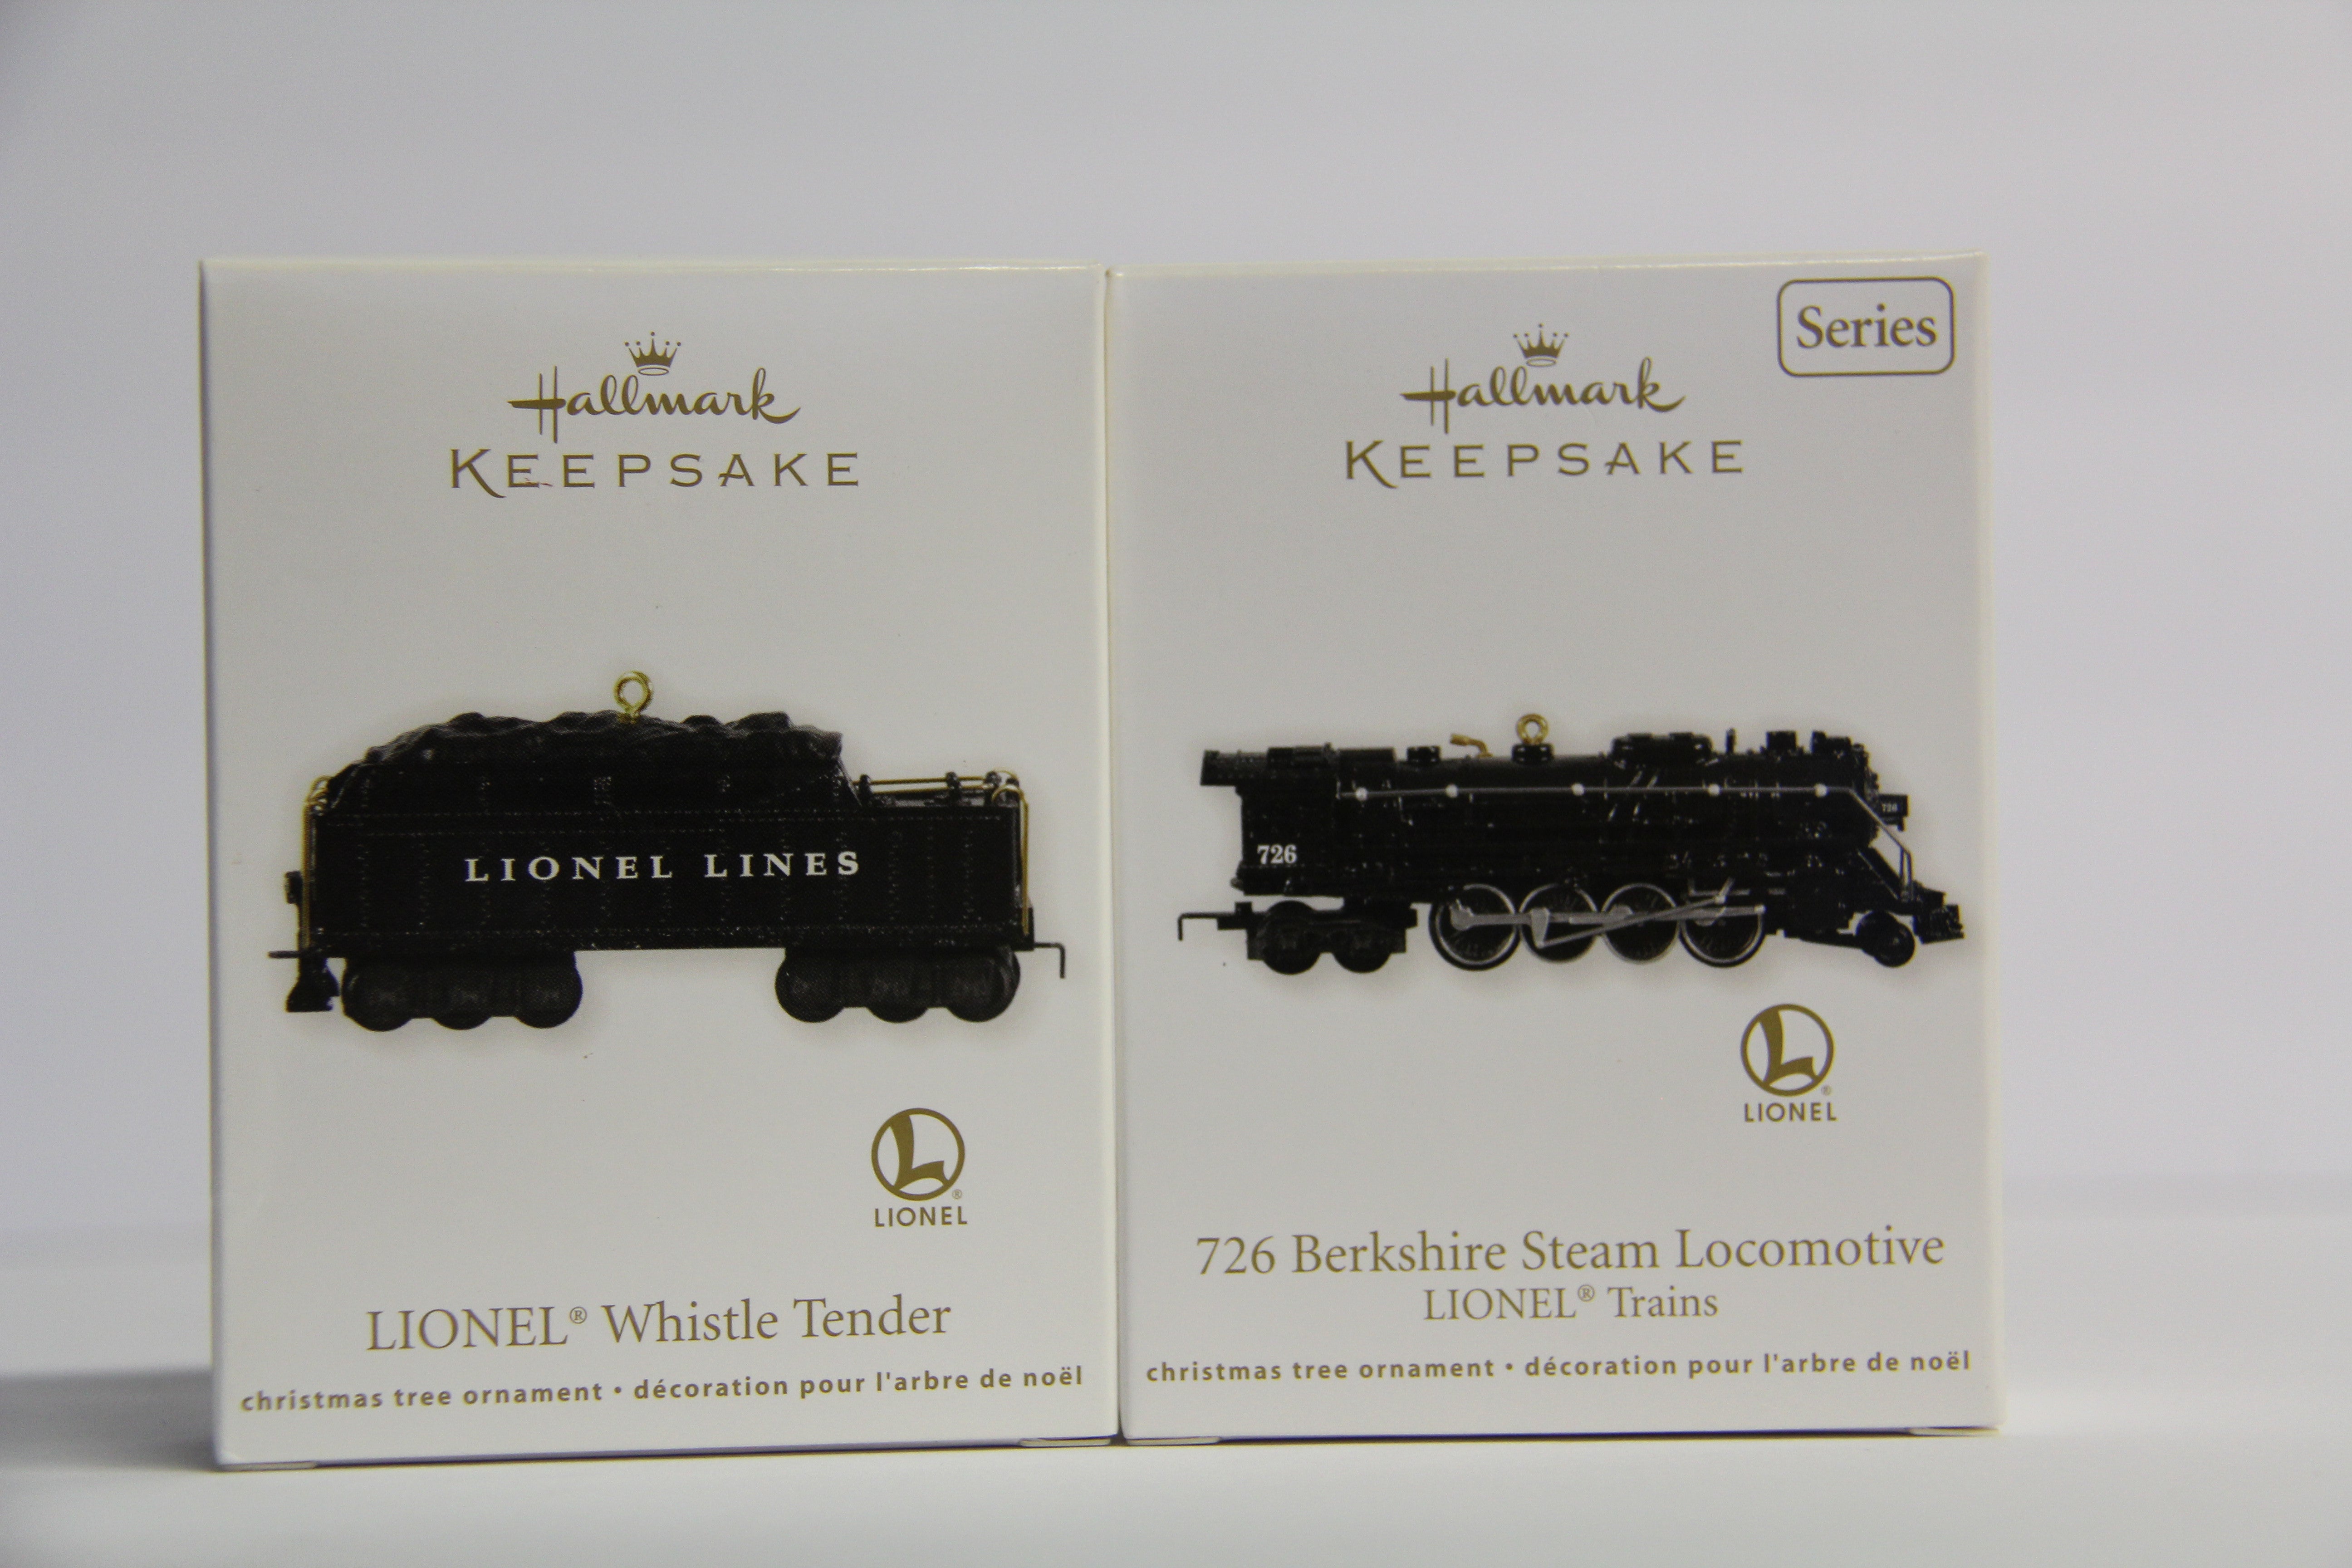 Hallmark
KEEPSAKE
LIONEL LINES
L®
LIONEL
LIONEL® Whistle Tender
christmas tree ornament • décoration pour l'arbre de noël
Series
Hallmark
KEEPSAKE
726
726
L®
LIONEL
726 Berkshire Steam Locomotive
LIONEL® Trains
christmas tree ornament • décoration pour l'arbre de noël